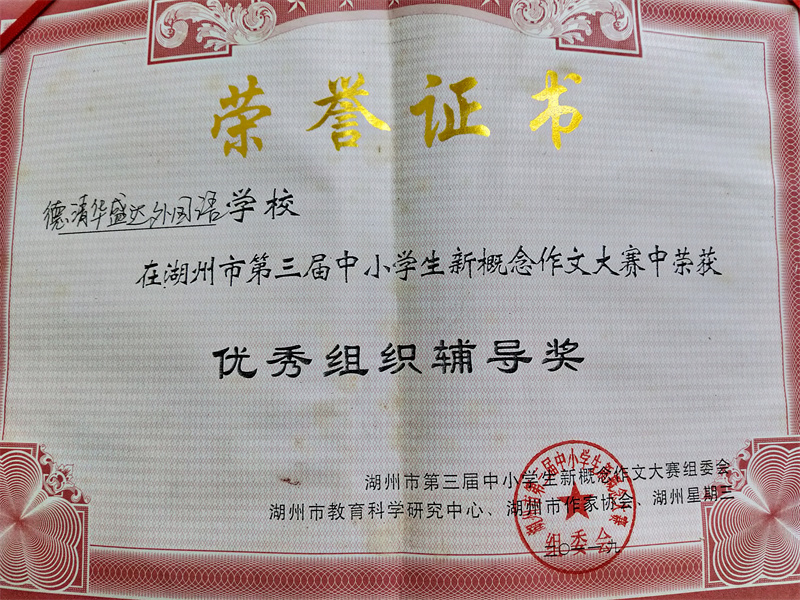 荣誉证书
德清华盛达外国语学校
在湖州市第三届中小学生新概念作文大赛中荣获
优秀组织辅导奖
湖州市第三届中小学生新概念作文大赛组委会
湖州市教育科学研究中心、湖州市作家协会、湖州星期三
组委会